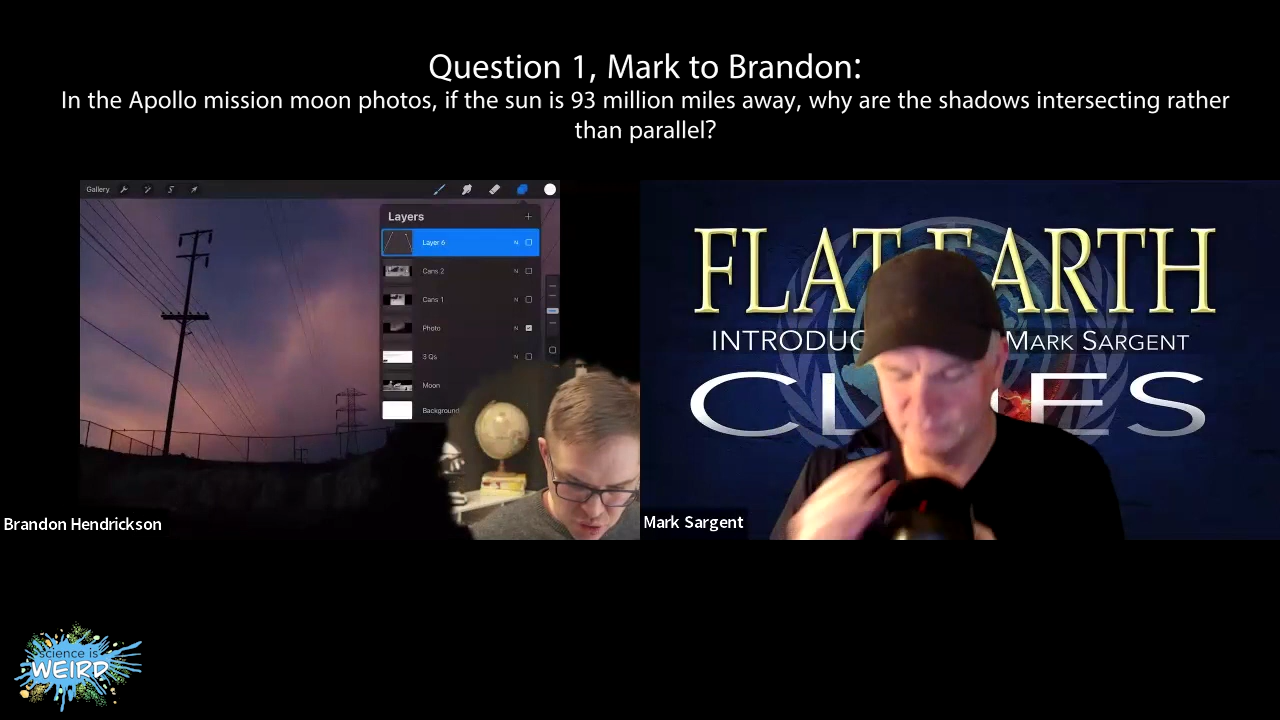 Question 1, Mark to Brandon:
In the Apollo mission moon photos, if the sun is 93 million miles away, why are the shadows intersecting rather
than parallel?
Gallery
Layers
Layer 6 N
Cans 2 N
Cans 1 N
Photo N
3 Qs N
Moon
Background
FLAT EARTH
INTRODUC MARK SARGENT
CL ES
Brandon Hendrickson
Mark Sargent
science is
WEIRD